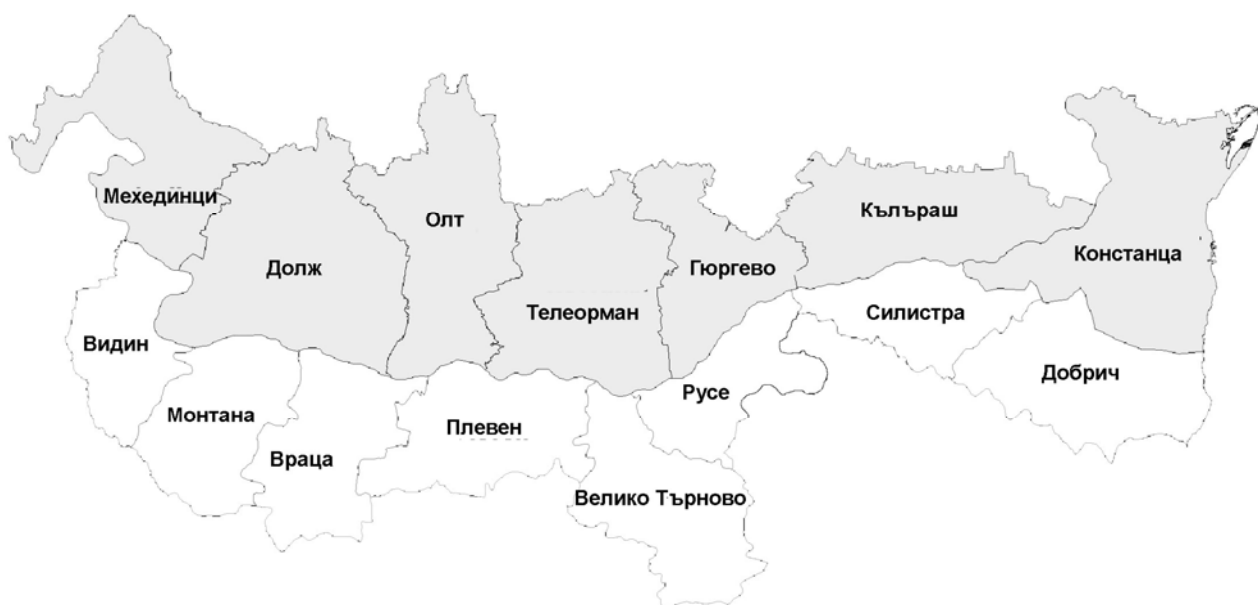 Мехединци
Долж
Олт
Телеорман
Гюргево
Кълъраш
Констанца
Видин
Монтана
Враца
Плевен
Велико Търново
Русе
Силистра
Добрич